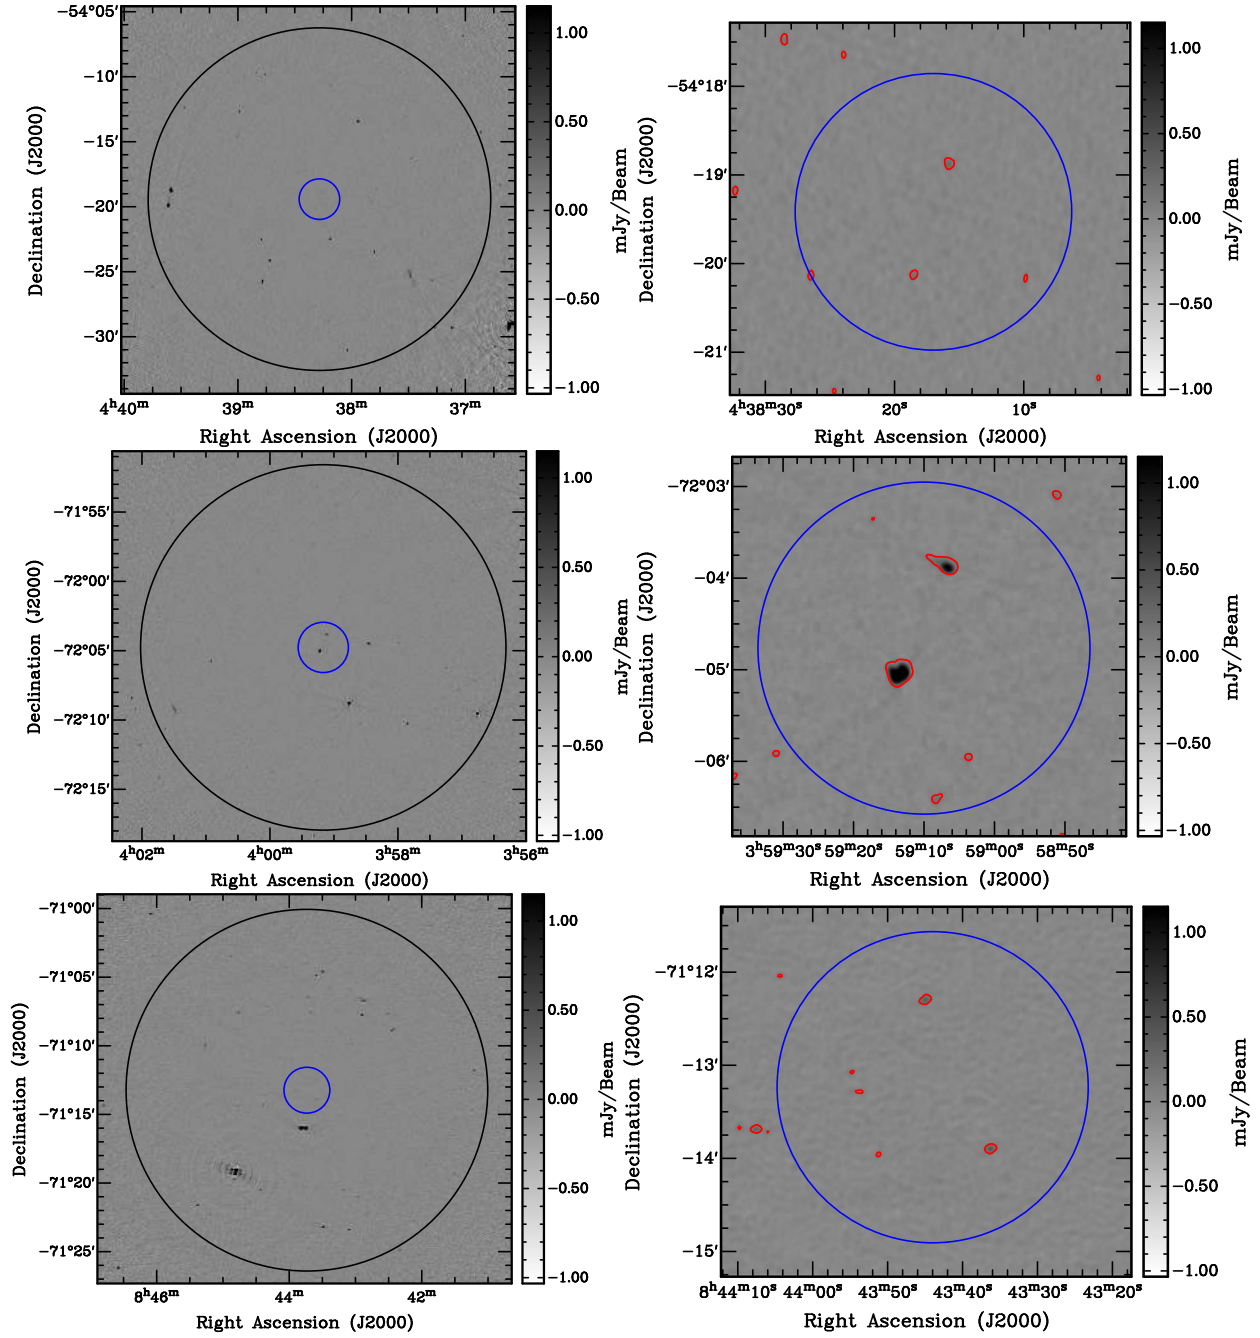 −54°05′
−10′
−15′
−20′
−25′
−30′
Declination (J2000)
4ʰ40ᵐ
39ᵐ
38ᵐ
37ᵐ
Right Ascension (J2000)
1.00
0.50
0.00
−0.50
−1.00
mJy/Beam
−54°18′
−19′
−20′
−21′
Declination (J2000)
4ʰ38ᵐ30ˢ
20ˢ
10ˢ
Right Ascension (J2000)
1.00
0.50
0.00
−0.50
−1.00
mJy/Beam
−71°55′
−72°00′
−72°05′
−72°10′
−72°15′
Declination (J2000)
4ʰ02ᵐ
4ʰ00ᵐ
3ʰ58ᵐ
3ʰ56ᵐ
Right Ascension (J2000)
1.00
0.50
0.00
−0.50
−1.00
mJy/Beam
−72°03′
−04′
−05′
−06′
Declination (J2000)
3ʰ59ᵐ30ˢ
59ᵐ20ˢ
59ᵐ10ˢ
59ᵐ00ˢ
58ᵐ50ˢ
Right Ascension (J2000)
1.00
0.50
0.00
−0.50
−1.00
mJy/Beam
−71°00′
−71°05′
−71°10′
−71°15′
−71°20′
−71°25′
Declination (J2000)
8ʰ46ᵐ
44ᵐ
42ᵐ
Right Ascension (J2000)
1.00
0.50
0.00
−0.50
−1.00
mJy/Beam
−71°12′
−13′
−14′
−15′
Declination (J2000)
8ʰ44ᵐ10ˢ
44ᵐ00ˢ
43ᵐ50ˢ
43ᵐ40ˢ
43ᵐ30ˢ
43ᵐ20ˢ
Right Ascension (J2000)
1.00
0.50
0.00
−0.50
−1.00
mJy/Beam